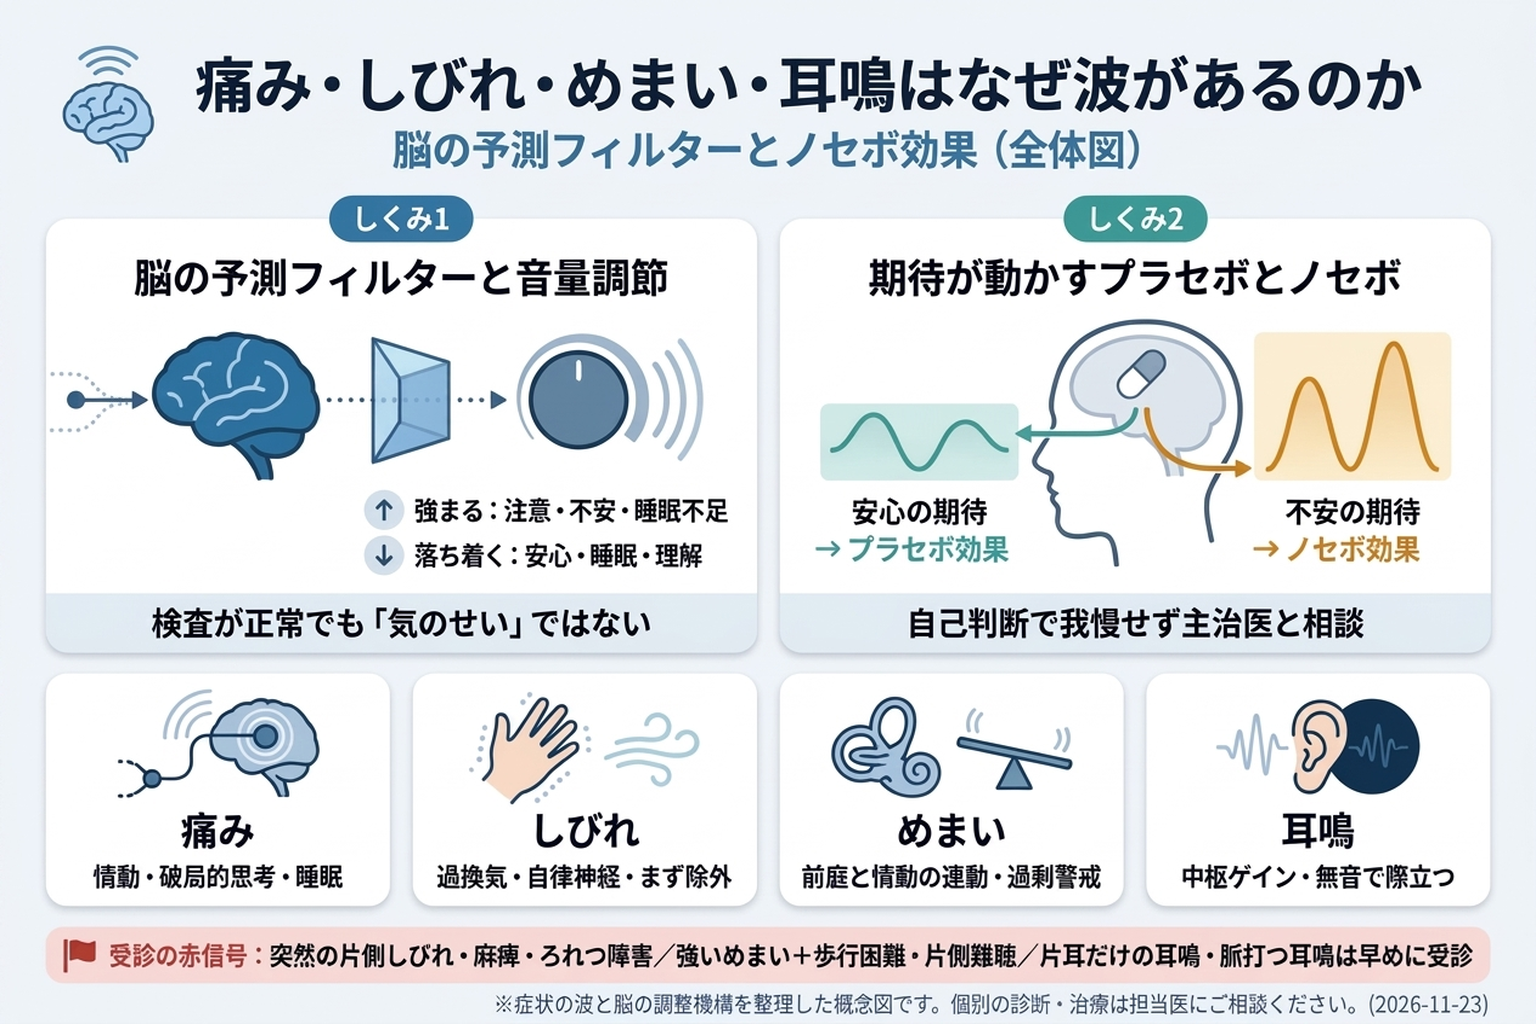 痛み・しびれ・めまい・耳鳴はなぜ波があるのか
脳の予測フィルターとノセボ効果（全体図）
しくみ1
脳の予測フィルターと音量調節
強まる：注意・不安・睡眠不足
落ち着く：安心・睡眠・理解
検査が正常でも「気のせい」ではない
しくみ2
期待が動かすプラセボとノセボ
安心の期待
→ プラセボ効果
不安の期待
→ ノセボ効果
自己判断で我慢せず主治医と相談
痛み
情動・破局的思考・睡眠
しびれ
過換気・自律神経・まず除外
めまい
前庭と情動の連動・過剰警戒
耳鳴
中枢ゲイン・無音で際立つ
受診の赤信号：突然の片側しびれ・麻痺・ろれつ障害／強いめまい＋歩行困難・片側難聴／片耳だけの耳鳴・脈打つ耳鳴は早めに受診
※症状の波と脳の調整機構を整理した概念図です。個別の診断・治療は担当医にご相談ください。(2026-11-23)